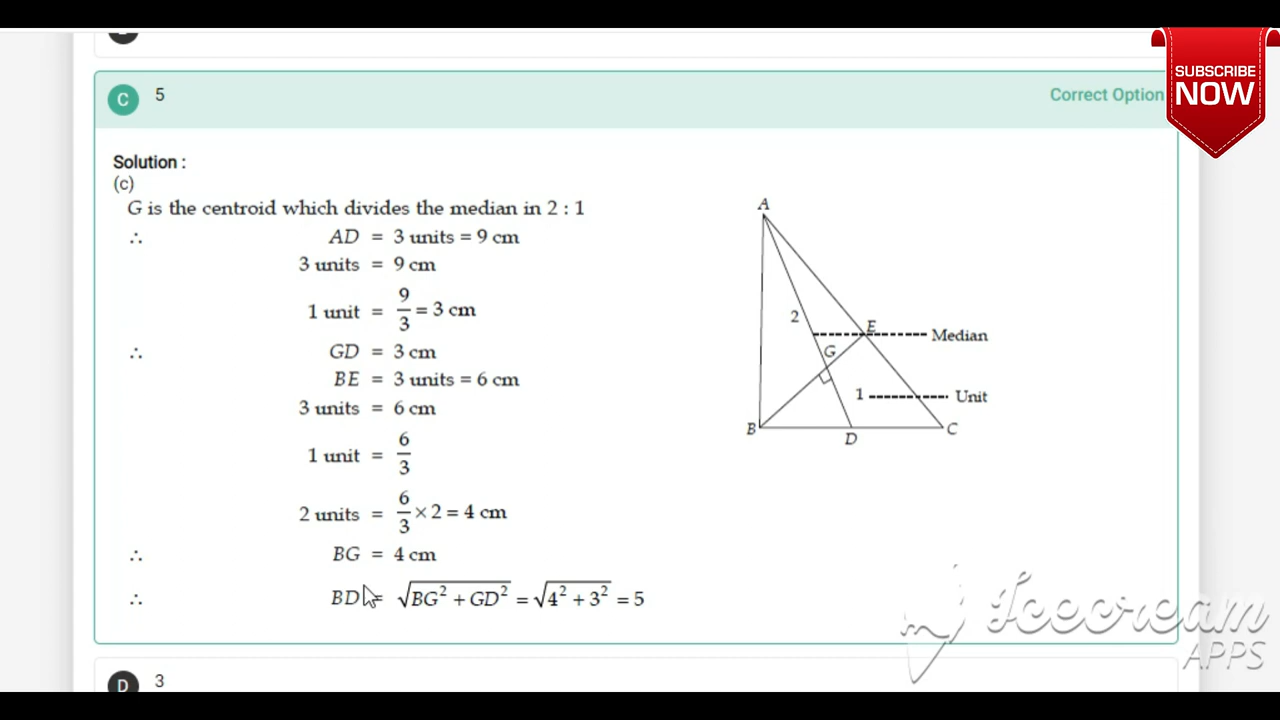 SUBSCRIBE
NOW
C 5 Correct Option
Solution :
(c)
G is the centroid which divides the median in 2 : 1
∴ AD = 3 units = 9 cm
3 units = 9 cm
1 unit = 9/3 = 3 cm
∴ GD = 3 cm
BE = 3 units = 6 cm
3 units = 6 cm
1 unit = 6/3
2 units = 6/3 × 2 = 4 cm
∴ BG = 4 cm
∴ BD = √(BG² + GD²) = √(4² + 3²) = 5
A
2
E
Median
G
1
Unit
B
D
C
Icecream
APPS
D 3